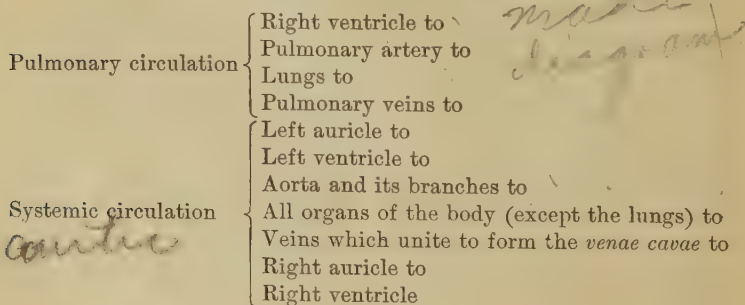 Pulmonary circulation
Right ventricle to
Pulmonary artery to
Lungs to
Pulmonary veins to
Systemic circulation
Left auricle to
Left ventricle to
Aorta and its branches to
All organs of the body (except the lungs) to
Veins which unite to form the venae cavae to
Right auricle to
Right ventricle